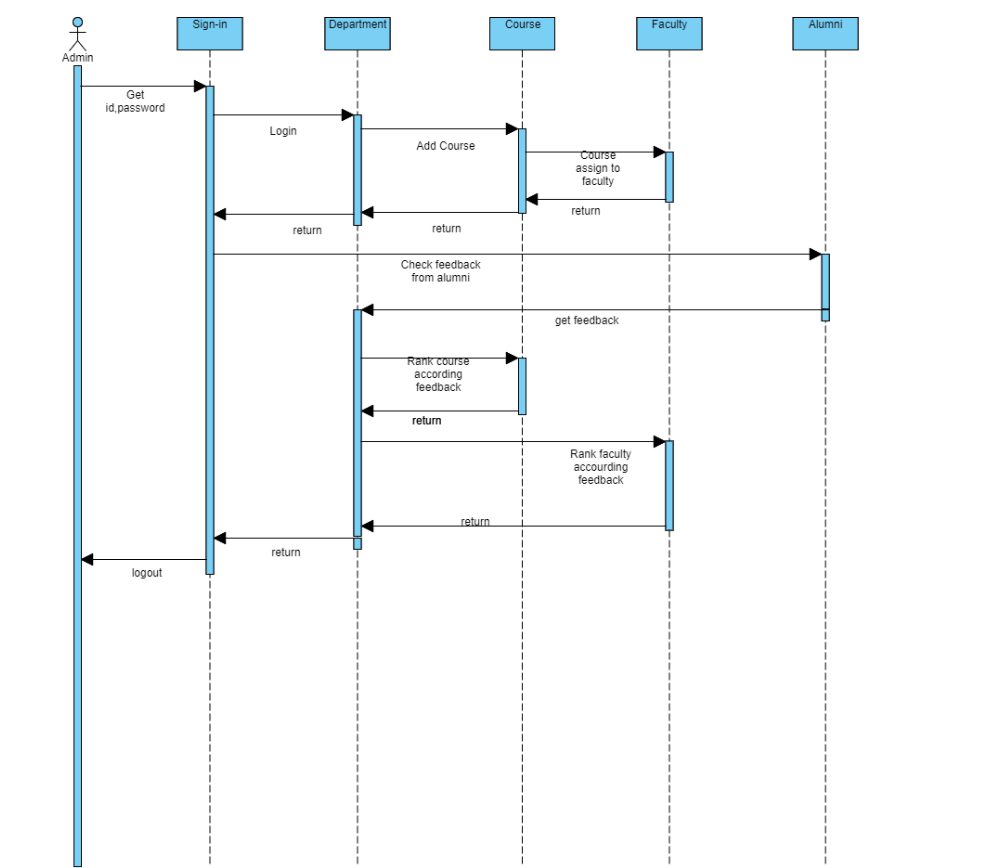 Admin
Sign-in
Department
Course
Faculty
Alumni
Get
id,password
Login
Add Course
Course
assign to
faculty
return
return
return
Check feedback
from alumni
get feedback
Rank course
according
feedback
return
Rank faculty
accourding
feedback
return
return
logout